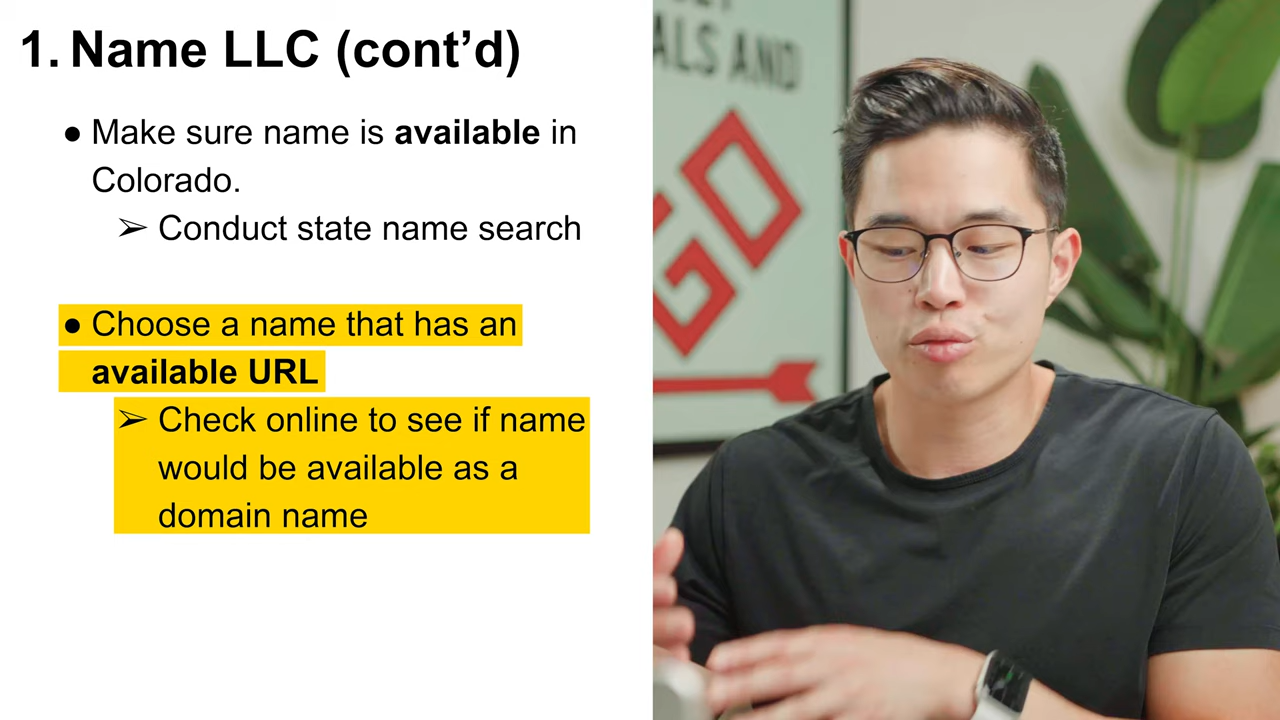 1. Name LLC (cont’d)
● Make sure name is available in
Colorado.
➢ Conduct state name search
● Choose a name that has an
available URL
➢ Check online to see if name
would be available as a
domain name
ALS AND
GO